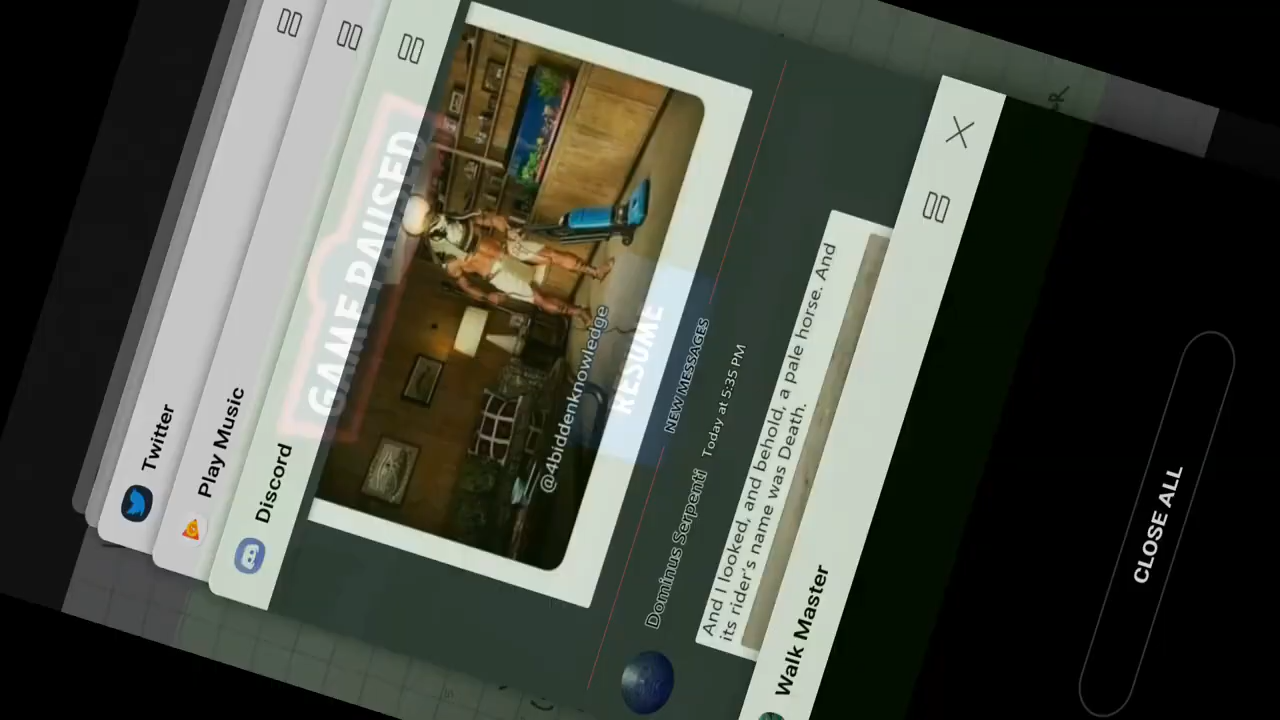 Twitter
Play Music
Discord
GAME PAUSED
@4biddenknowledge
RESUME
NEW MESSAGES
Dominus Serpenti Today at 5:35 PM
And I looked, and behold, a pale horse. And
its rider's name was Death.
Walk Master
CLOSE ALL